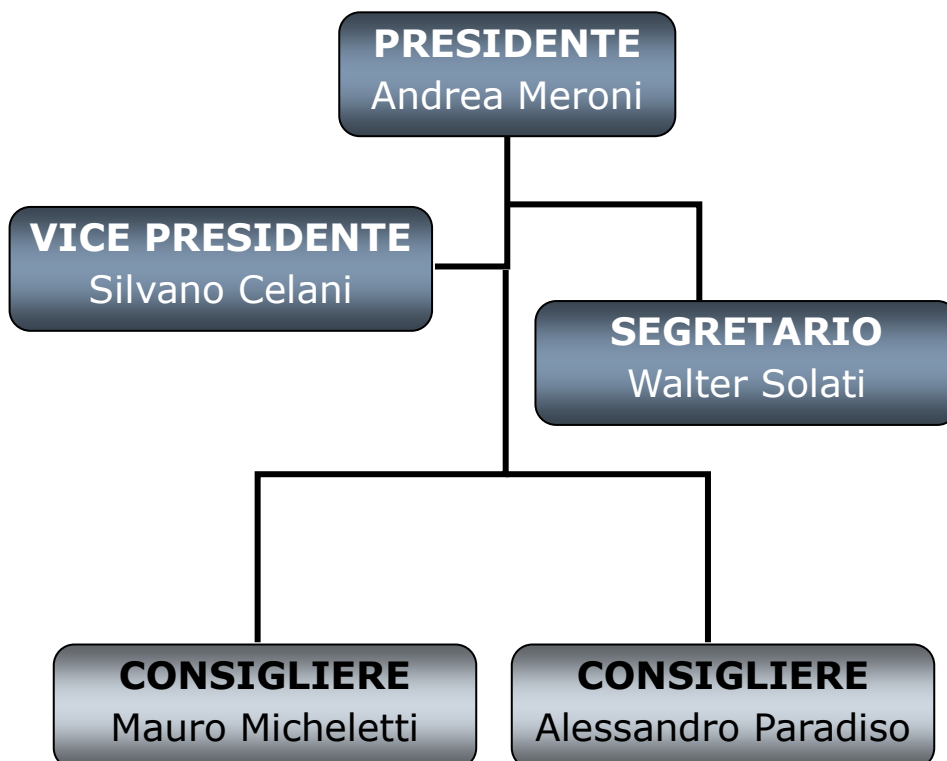 PRESIDENTE
Andrea Meroni
VICE PRESIDENTE
Silvano Celani
SEGRETARIO
Walter Solati
CONSIGLIERE
Mauro Micheletti
CONSIGLIERE
Alessandro Paradiso